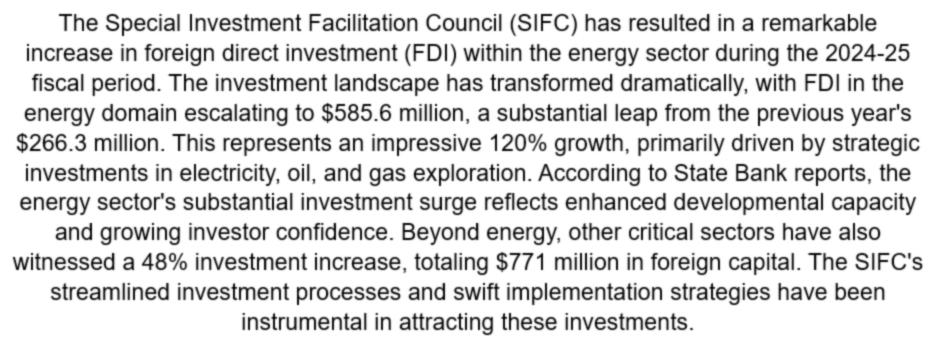 The Special Investment Facilitation Council (SIFC) has resulted in a remarkable
increase in foreign direct investment (FDI) within the energy sector during the 2024-25
fiscal period. The investment landscape has transformed dramatically, with FDI in the
energy domain escalating to $585.6 million, a substantial leap from the previous year's
$266.3 million. This represents an impressive 120% growth, primarily driven by strategic
investments in electricity, oil, and gas exploration. According to State Bank reports, the
energy sector's substantial investment surge reflects enhanced developmental capacity
and growing investor confidence. Beyond energy, other critical sectors have also
witnessed a 48% investment increase, totaling $771 million in foreign capital. The SIFC's
streamlined investment processes and swift implementation strategies have been
instrumental in attracting these investments.